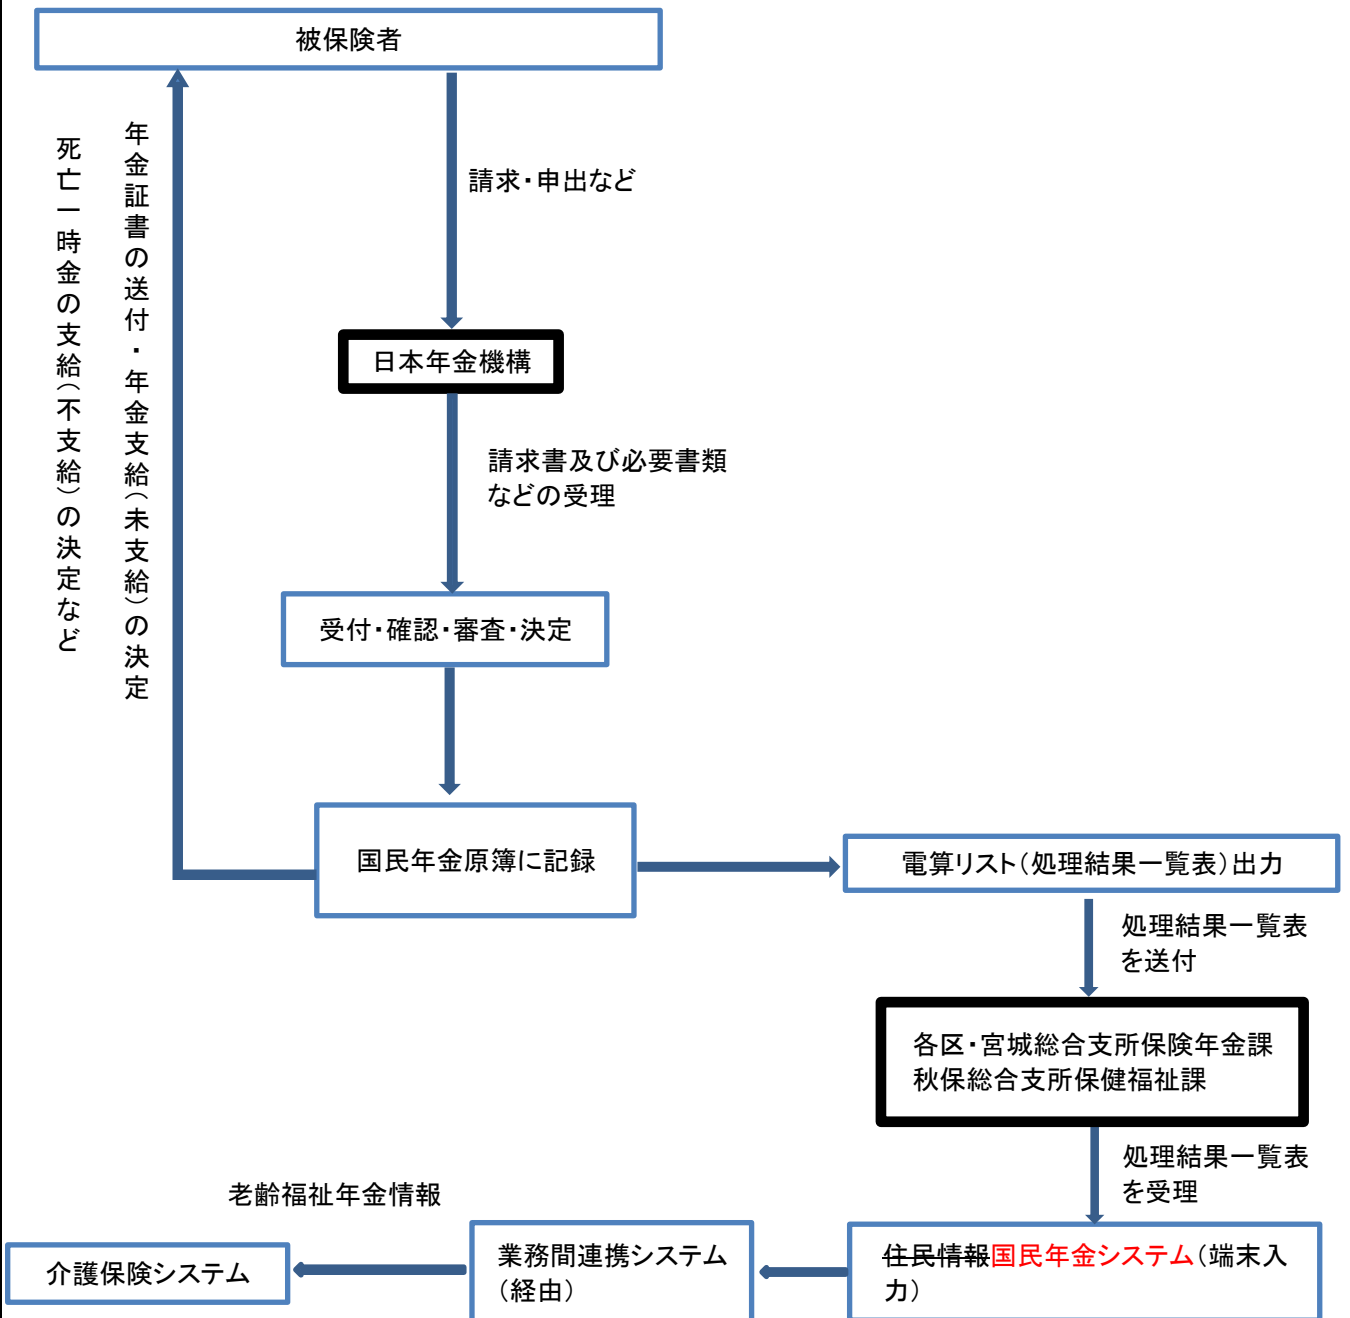 被保険者
死亡一時金の支給（不支給）の決定など
年金証書の送付・年金支給（未支給）の決定
請求・申出など
日本年金機構
請求書及び必要書類
などの受理
受付・確認・審査・決定
国民年金原簿に記録
電算リスト（処理結果一覧表）出力
処理結果一覧表
を送付
各区・宮城総合支所保険年金課
秋保総合支所保健福祉課
処理結果一覧表
を受理
住民情報国民年金システム（端末入
力）
業務間連携システム
（経由）
老齢福祉年金情報
介護保険システム